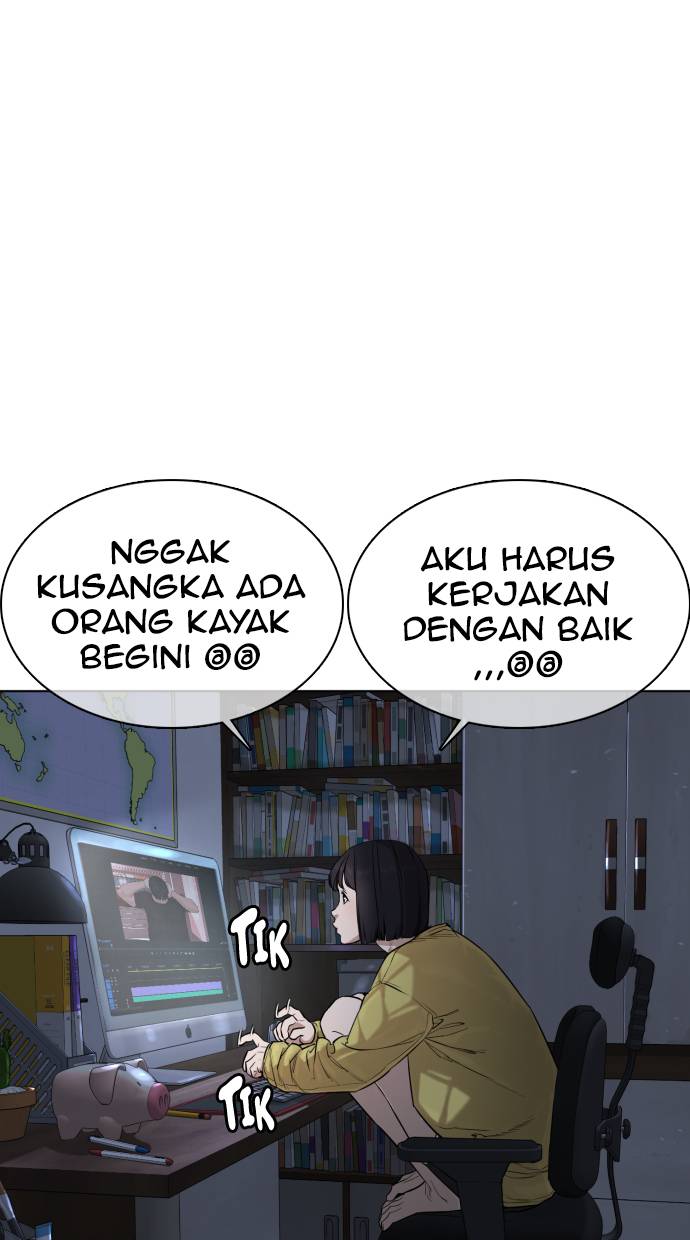 NGGAK
KUSANGKA ADA
ORANG KAYAK
BEGINI @@
AKU HARUS
KERJAKAN
DENGAN BAIK
,,,@@
TIK
TIK